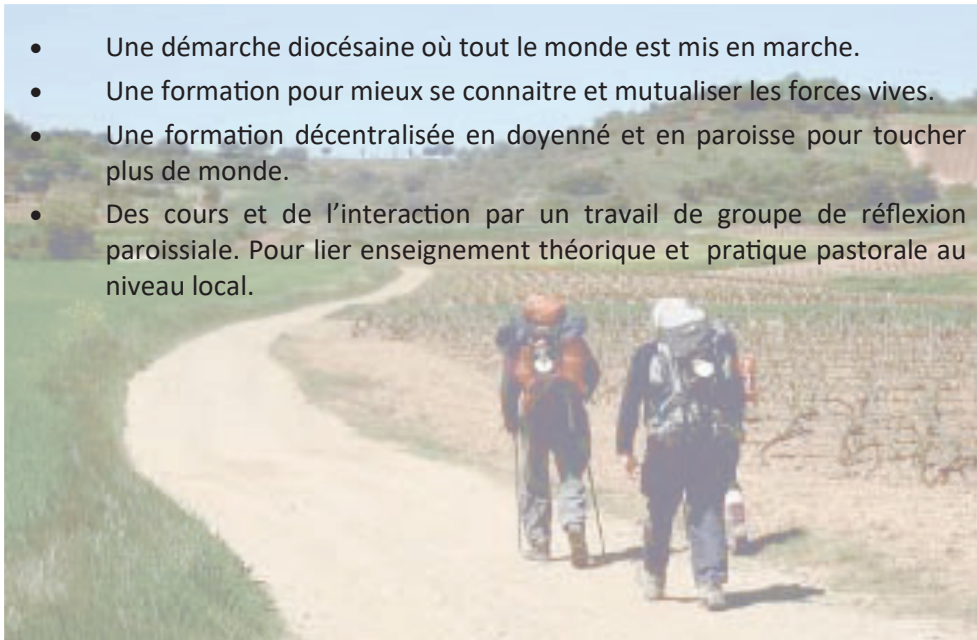 • Une démarche diocésaine où tout le monde est mis en marche.
• Une formation pour mieux se connaitre et mutualiser les forces vives.
• Une formation décentralisée en doyenné et en paroisse pour toucher
plus de monde.
• Des cours et de l’interaction par un travail de groupe de réflexion
paroissiale. Pour lier enseignement théorique et pratique pastorale au
niveau local.